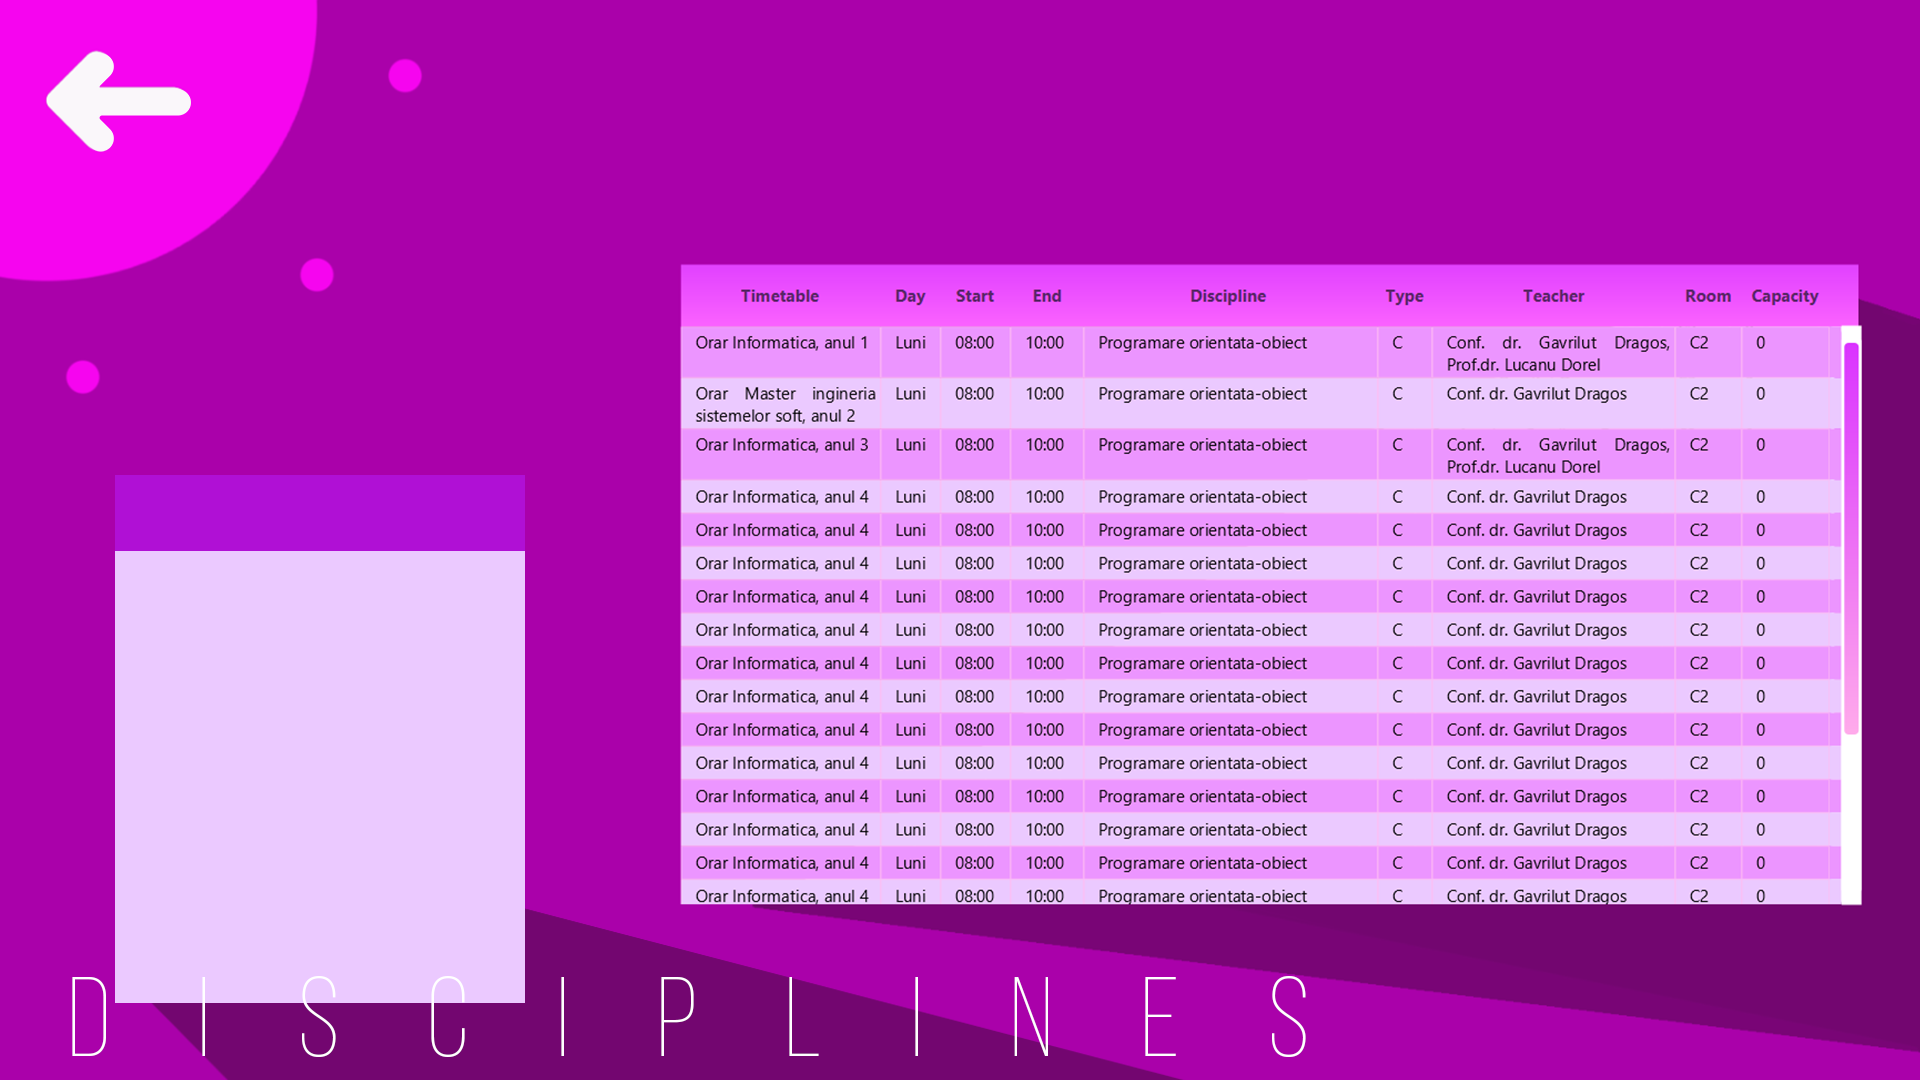 Timetable Day Start End Discipline Type Teacher Room Capacity
Orar Informatica, anul 1 Luni 08:00 10:00 Programare orientata-obiect C Conf. dr. Gavrilut Dragos, C2 0
Prof.dr. Lucanu Dorel
Orar Master ingineria Luni 08:00 10:00 Programare orientata-obiect C Conf. dr. Gavrilut Dragos C2 0
sistemelor soft, anul 2
Orar Informatica, anul 3 Luni 08:00 10:00 Programare orientata-obiect C Conf. dr. Gavrilut Dragos, C2 0
Prof.dr. Lucanu Dorel
Orar Informatica, anul 4 Luni 08:00 10:00 Programare orientata-obiect C Conf. dr. Gavrilut Dragos C2 0
Orar Informatica, anul 4 Luni 08:00 10:00 Programare orientata-obiect C Conf. dr. Gavrilut Dragos C2 0
Orar Informatica, anul 4 Luni 08:00 10:00 Programare orientata-obiect C Conf. dr. Gavrilut Dragos C2 0
Orar Informatica, anul 4 Luni 08:00 10:00 Programare orientata-obiect C Conf. dr. Gavrilut Dragos C2 0
Orar Informatica, anul 4 Luni 08:00 10:00 Programare orientata-obiect C Conf. dr. Gavrilut Dragos C2 0
Orar Informatica, anul 4 Luni 08:00 10:00 Programare orientata-obiect C Conf. dr. Gavrilut Dragos C2 0
Orar Informatica, anul 4 Luni 08:00 10:00 Programare orientata-obiect C Conf. dr. Gavrilut Dragos C2 0
Orar Informatica, anul 4 Luni 08:00 10:00 Programare orientata-obiect C Conf. dr. Gavrilut Dragos C2 0
Orar Informatica, anul 4 Luni 08:00 10:00 Programare orientata-obiect C Conf. dr. Gavrilut Dragos C2 0
Orar Informatica, anul 4 Luni 08:00 10:00 Programare orientata-obiect C Conf. dr. Gavrilut Dragos C2 0
Orar Informatica, anul 4 Luni 08:00 10:00 Programare orientata-obiect C Conf. dr. Gavrilut Dragos C2 0
Orar Informatica, anul 4 Luni 08:00 10:00 Programare orientata-obiect C Conf. dr. Gavrilut Dragos C2 0
Orar Informatica, anul 4 Luni 08:00 10:00 Programare orientata-obiect C Conf. dr. Gavrilut Dragos C2 0
DISCIPLINES